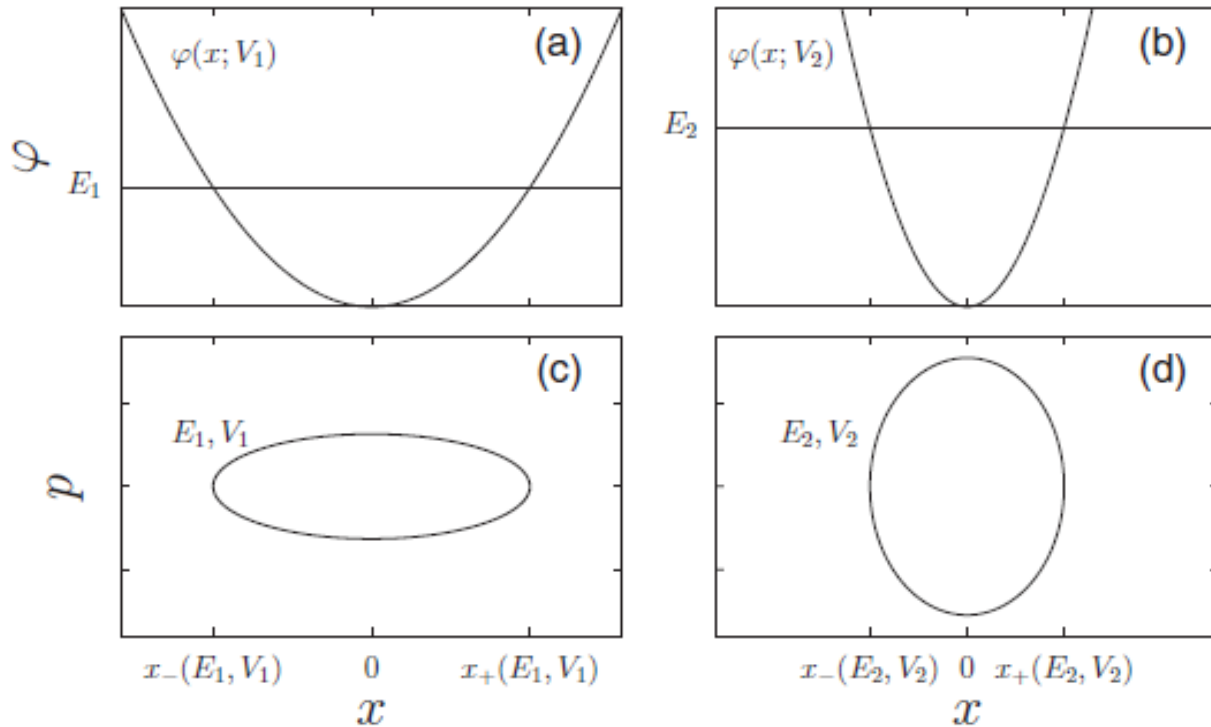 φ(x; V₁)
(a)
φ
E₁
φ(x; V₂)
(b)
E₂
(c)
E₁, V₁
p
x₋(E₁, V₁) 0 x₊(E₁, V₁)
x
(d)
E₂, V₂
x₋(E₂, V₂) 0 x₊(E₂, V₂)
x